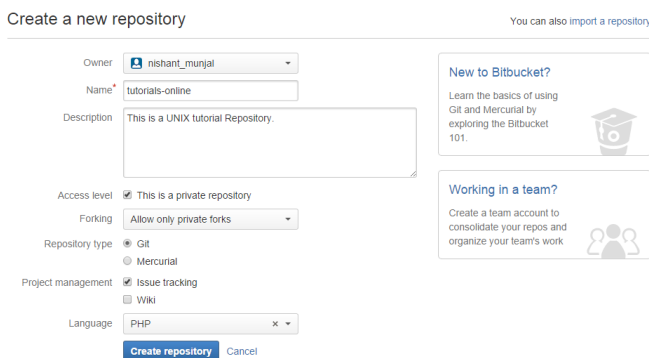 Create a new repository
You can also import a repository
Owner nishant_munjal
Name* tutorials-online
Description This is a UNIX tutorial Repository.
Access level This is a private repository
Forking Allow only private forks
Repository type Git
Mercurial
Project management Issue tracking
Wiki
Language PHP
Create repository Cancel
New to Bitbucket?
Learn the basics of using
Git and Mercurial by
exploring the Bitbucket
101.
to
Working in a team?
Create a team account to
consolidate your repos and
organize your team's work